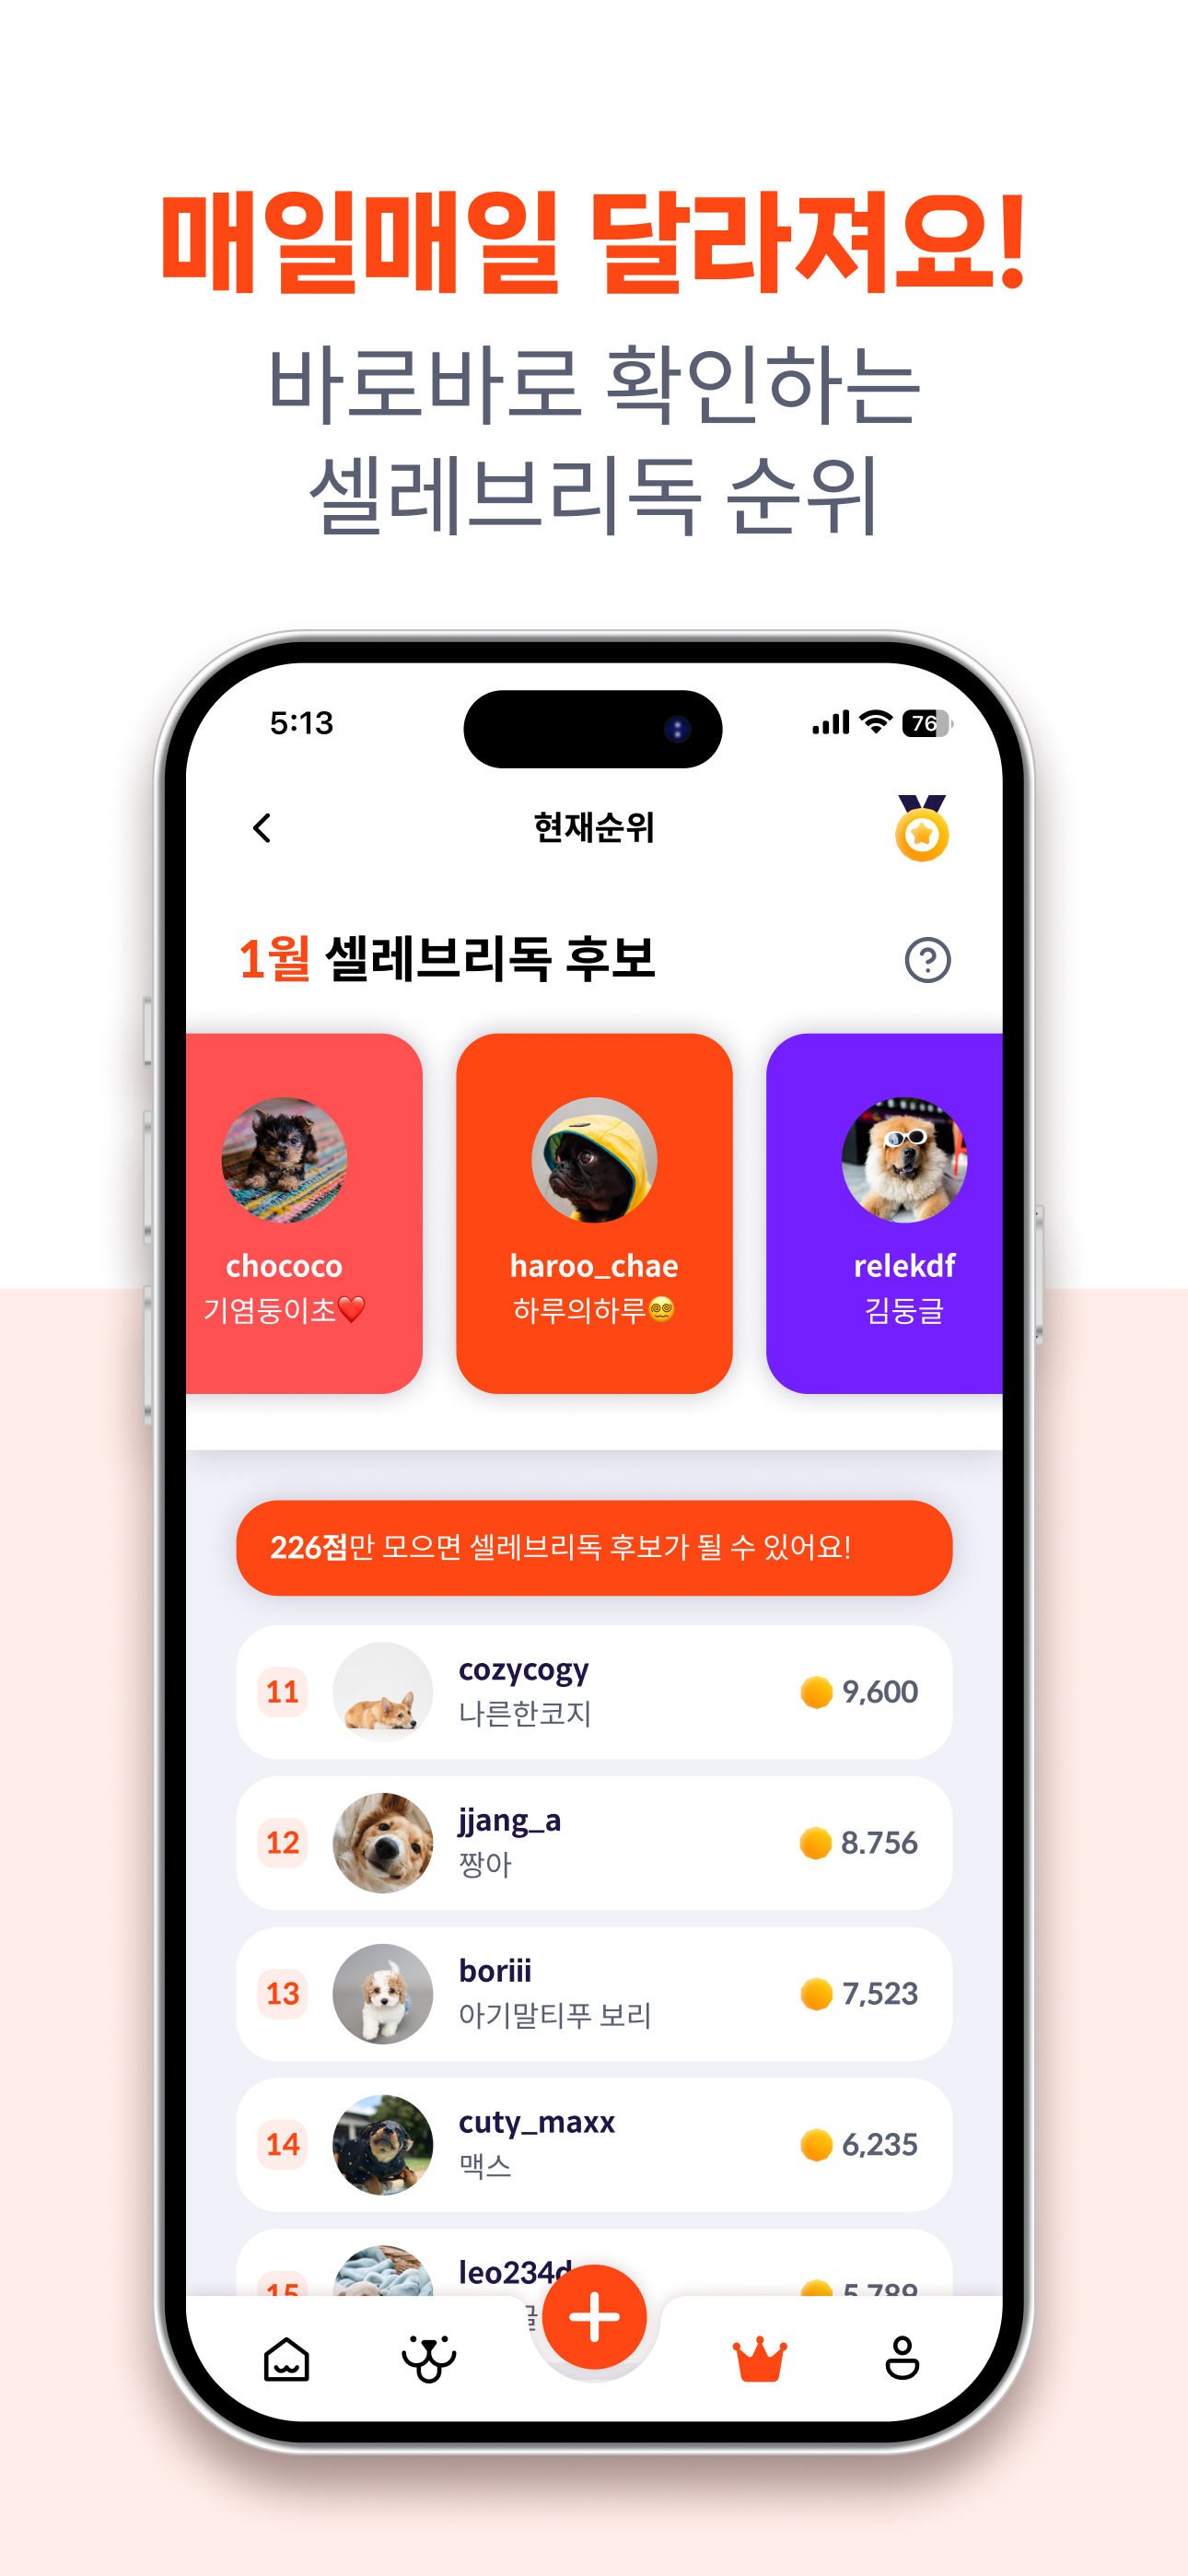 매일매일 달라져요!
바로바로 확인하는
셀레브리독 순위
5:13
76
현재순위
1월 셀레브리독 후보
chococo
기염둥이초❤️
haroo_chae
하루의하루😵‍💫
relekdf
김둥글
226점만 모으면 셀레브리독 후보가 될 수 있어요!
11
cozycogy
나른한코지
9,600
12
jjang_a
짱아
8.756
13
boriii
아기말티푸 보리
7,523
14
cuty_maxx
맥스
6,235
15
leo234d
5,789